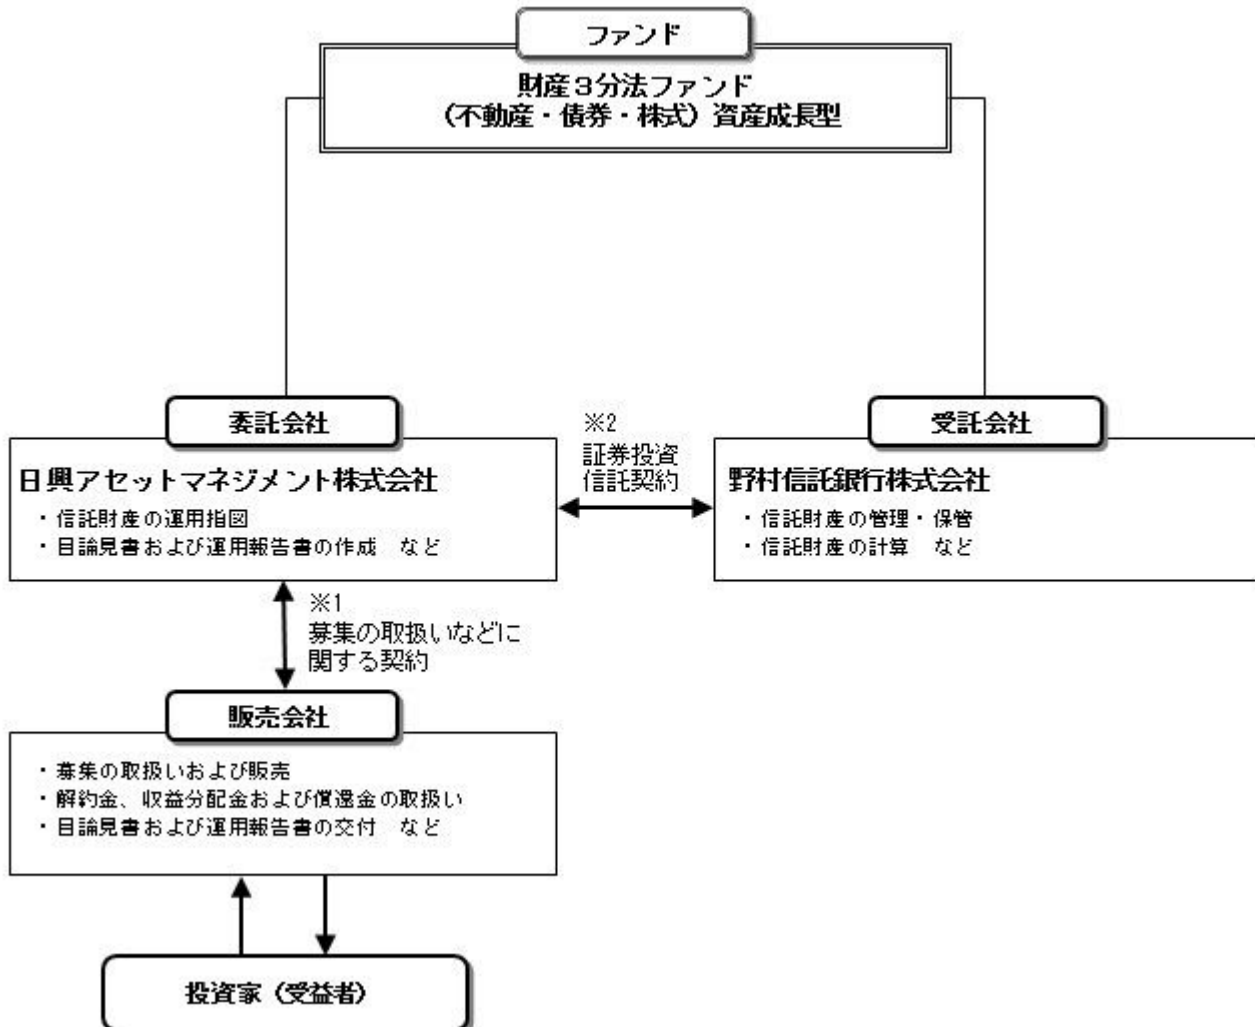 ファンド
財産3分法ファンド
(不動産・債券・株式)資産成長型
委託会社
日興アセットマネジメント株式会社
・信託財産の運用指図
・目論見書および運用報告書の作成 など
※2
証券投資
信託契約
受託会社
野村信託銀行株式会社
・信託財産の管理・保管
・信託財産の計算 など
※1
募集の取扱いなどに
関する契約
販売会社
・募集の取扱いおよび販売
・解約金、収益分配金および償還金の取扱い
・目論見書および運用報告書の交付 など
投資家(受益者)